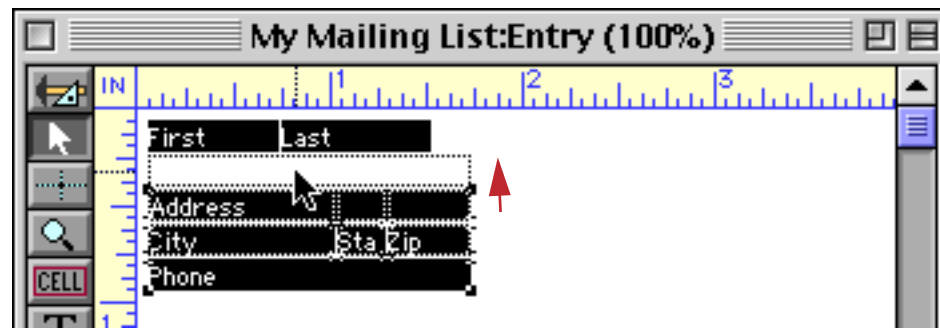 My Mailing List:Entry (100%)
IN 1 2 3
First Last
Address
City Sta Zip
CELL
Phone
T 1